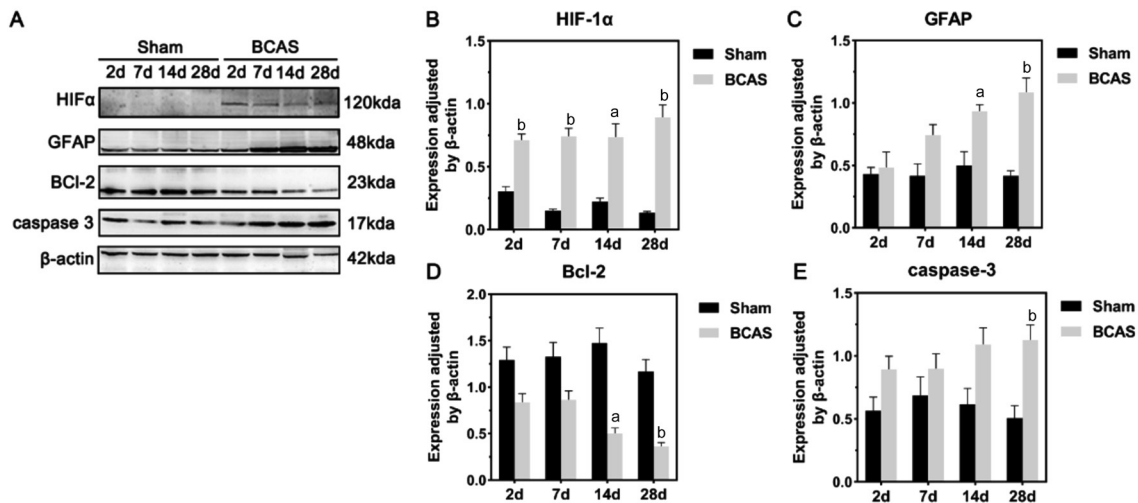 A
Sham BCAS
2d 7d 14d 28d 2d 7d 14d 28d
HIFα 120kda
GFAP 48kda
BCl-2 23kda
caspase 3 17kda
β-actin 42kda
B
HIF-1α
Expression adjusted
by β-actin
1.5
1.0
0.5
0.0
b b a b
2d 7d 14d 28d
Sham
BCAS
C
GFAP
Expression adjusted
by β-actin
1.5
1.0
0.5
0.0
a b
2d 7d 14d 28d
Sham
BCAS
D
Bcl-2
Expression adjusted
by β-actin
2.0
1.5
1.0
0.5
0.0
a b
2d 7d 14d 28d
Sham
BCAS
E
caspase-3
Expression adjusted
by β-actin
1.5
1.0
0.5
0.0
b
2d 7d 14d 28d
Sham
BCAS